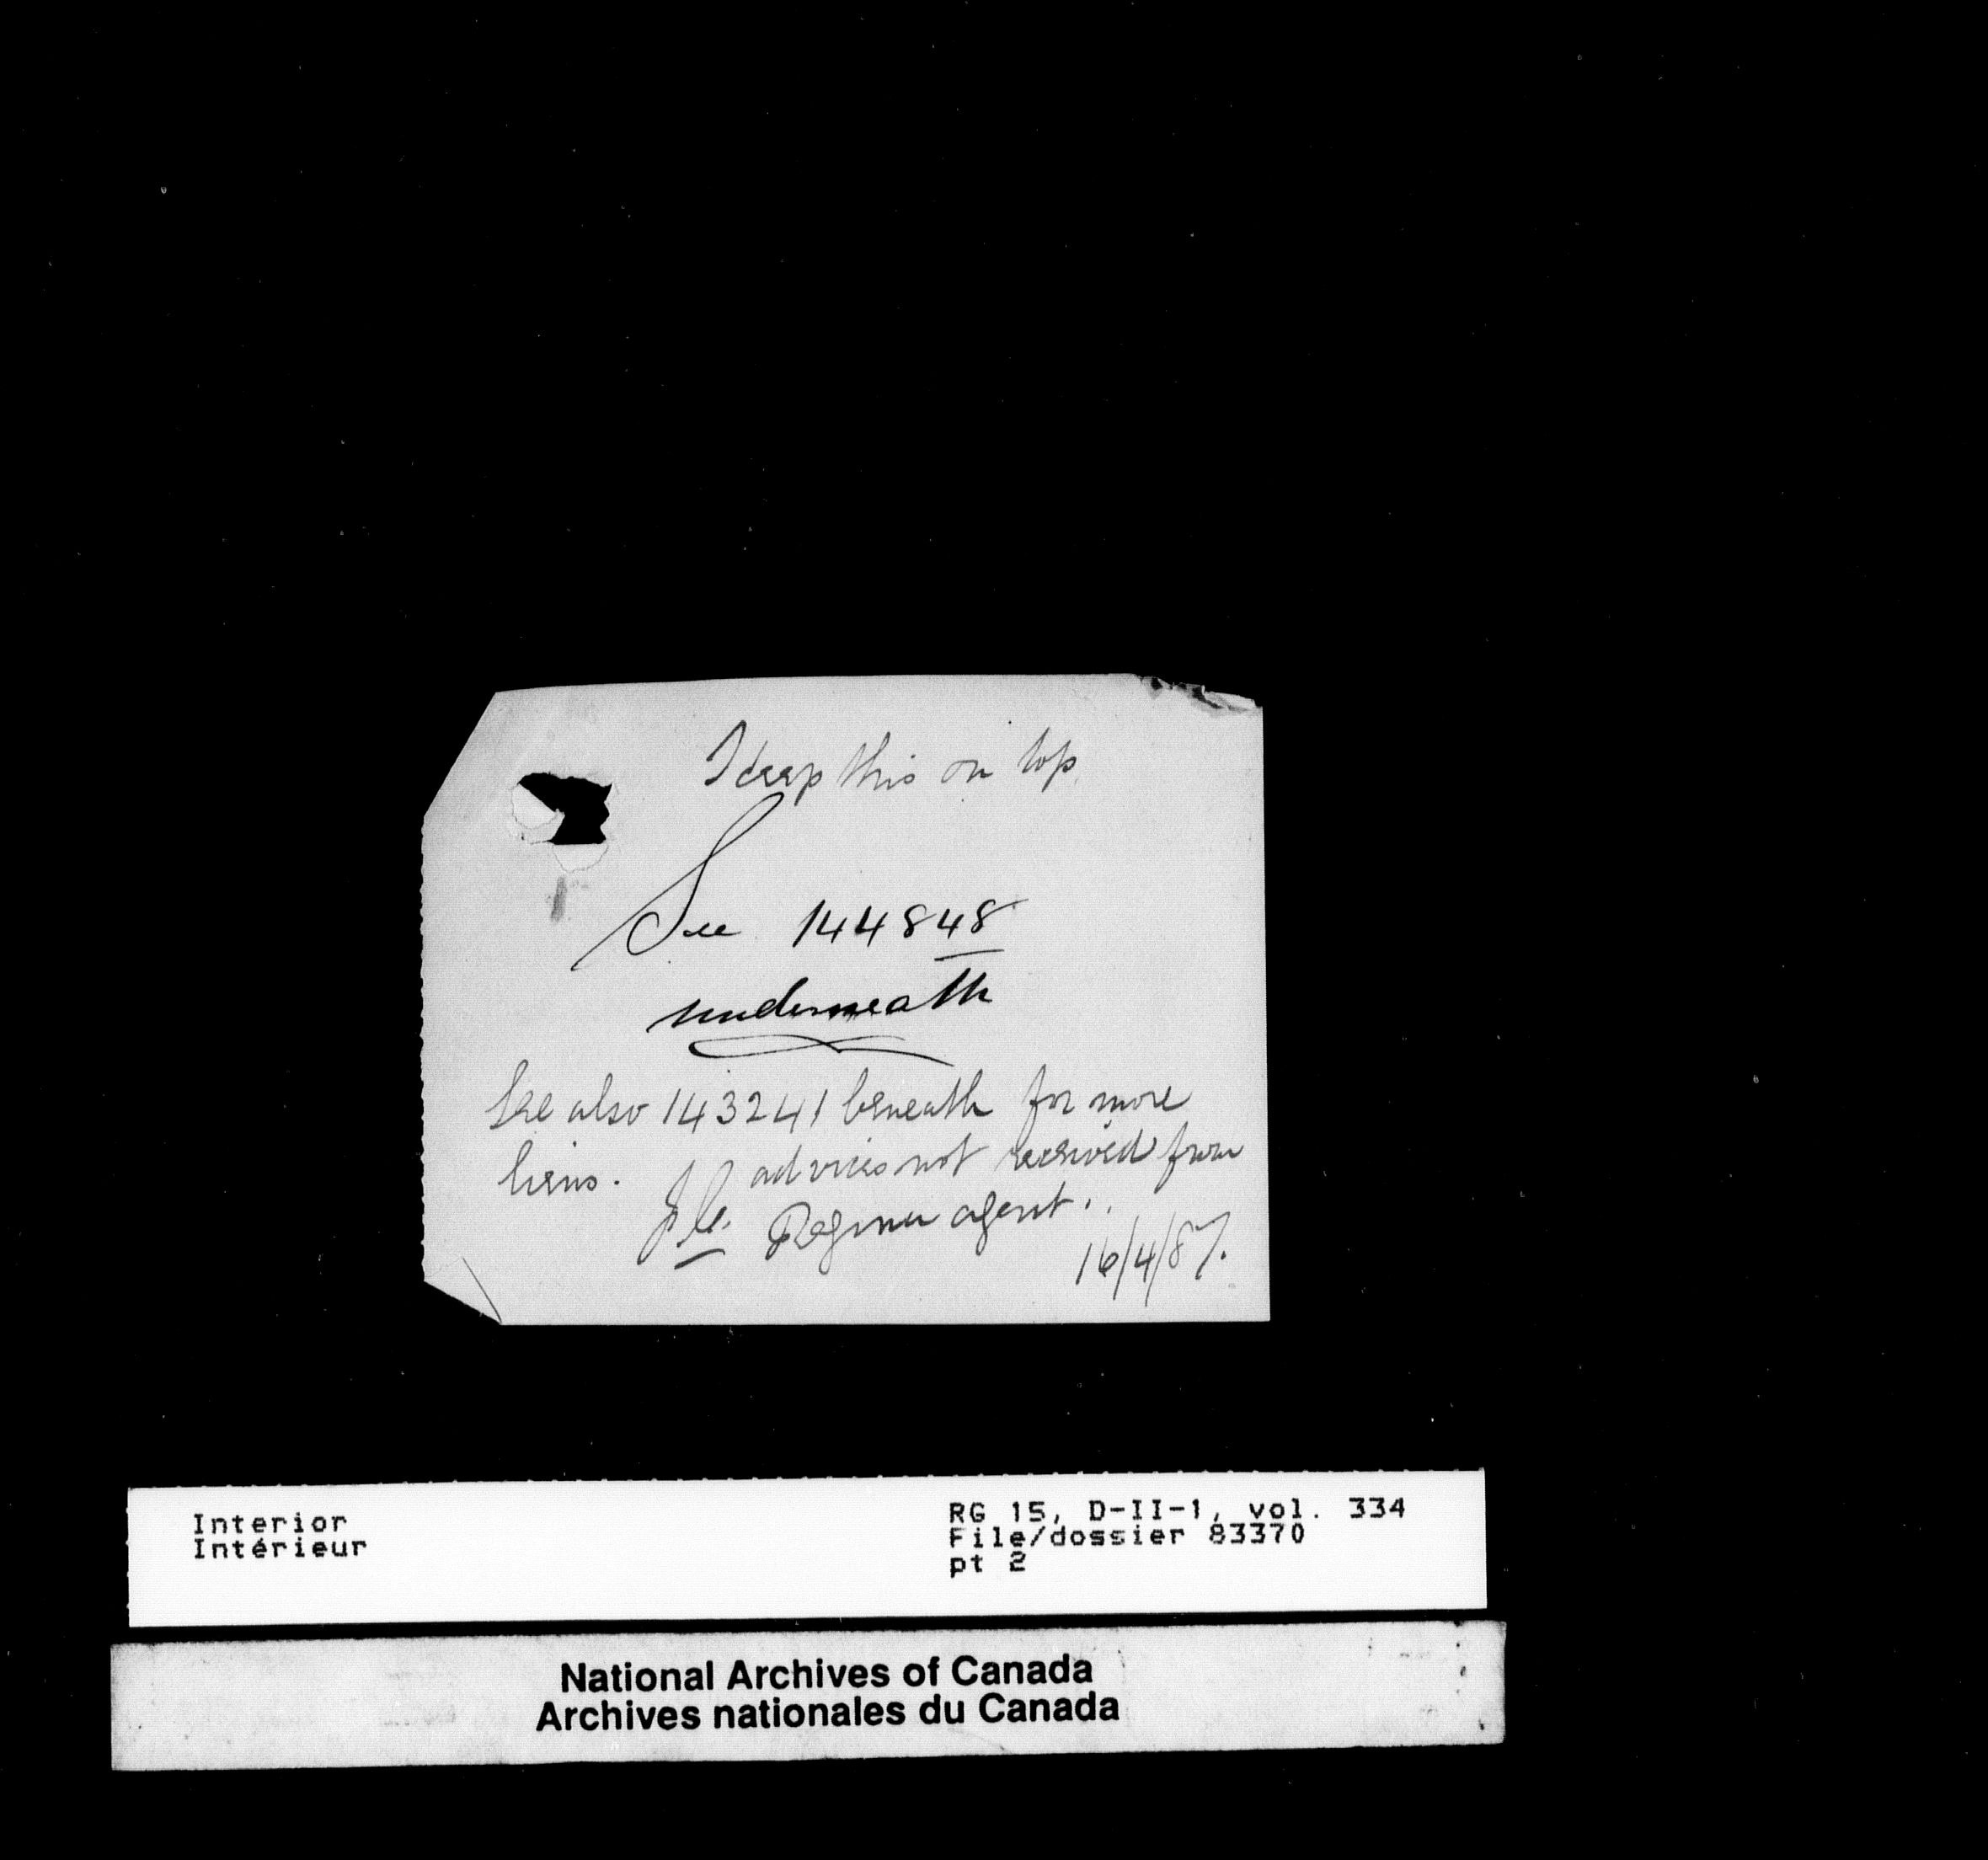 Keep this on top.
See 144848
underneath
See also 143241 beneath for more
liens. advices not received from
Regina agent.
16/4/87.
Interior
Intérieur
RG 15, D-II-1, vol. 334
File/dossier 83370
pt 2
National Archives of Canada
Archives nationales du Canada